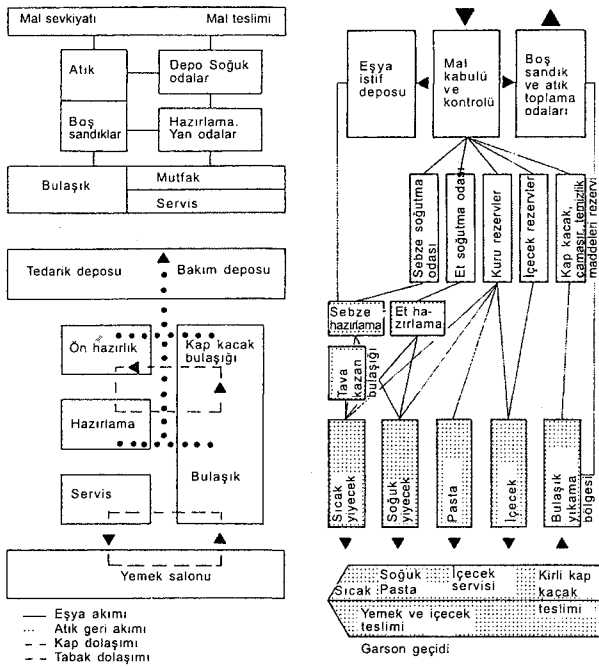 Mal sevkiyatı
Mal teslimi
Atık
Depo Soğuk
odalar
Boş
sandıklar
Hazırlama.
Yan odalar
Bulaşık
Mutfak
Servis
Tedarik deposu
Bakım deposu
Ön hazırlık
Kap kacak
bulaşığı
Hazırlama
Bulaşık
Servis
Yemek salonu
Eşya akımı
Atık geri akımı
Kap dolaşımı
Tabak dolaşımı
Eşya
istif
deposu
Mal
kabulü
ve
kontrolü
Boş
sandık
ve atık
toplama
odaları
Sebze soğutma
odası
Et soğutma odası
Kuru rezervler
İçecek rezervler
Kap kacak,
çamaşır, temizlik
maddeleri rezervi
Sebze
hazırlama
Et ha-
zırlama
Tava
kazan
bulaşığı
Sıcak
yiyecek
Soğuk
yiyecek
Pasta
İçecek
Bulaşık
yıkama
bölgesi
Sıcak
Soğuk
Pasta
İçecek
servisi
Kirli kap
kaçak
teslimi
Yemek ve içecek
teslimi
Garson geçidi